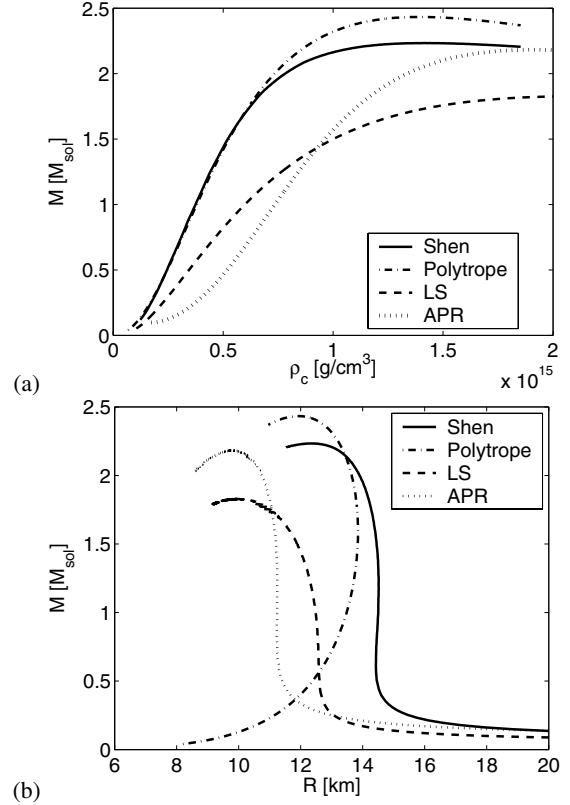 2.5
2
1.5
1
0.5
0
M [M_sol]
Shen
Polytrope
LS
APR
0 0.5 1 1.5 2
ρ_c [g/cm³]
x 10^15
(a)
2.5
2
1.5
1
0.5
0
M [M_sol]
Shen
Polytrope
LS
APR
6 8 10 12 14 16 18 20
R [km]
(b)